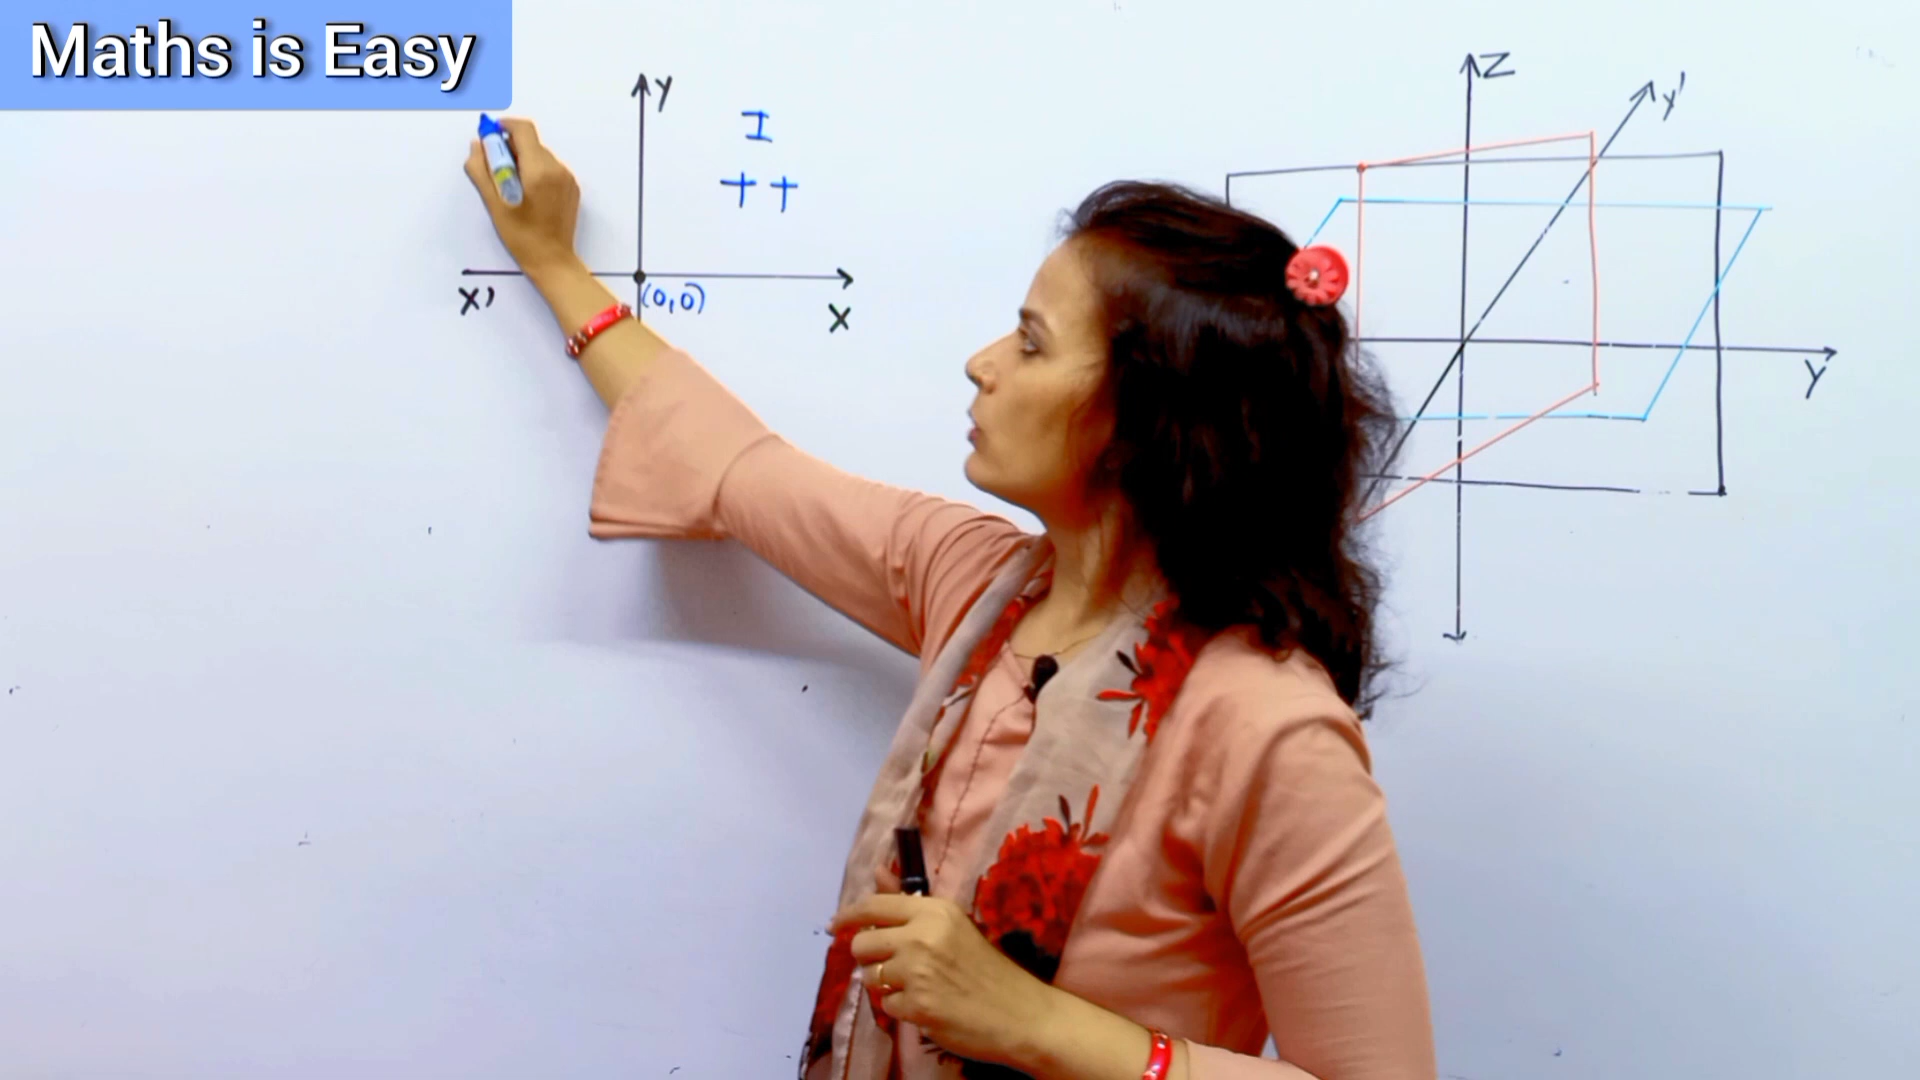 Maths is Easy
Y
I
++
X'
(0,0)
X
Z
y'
Y